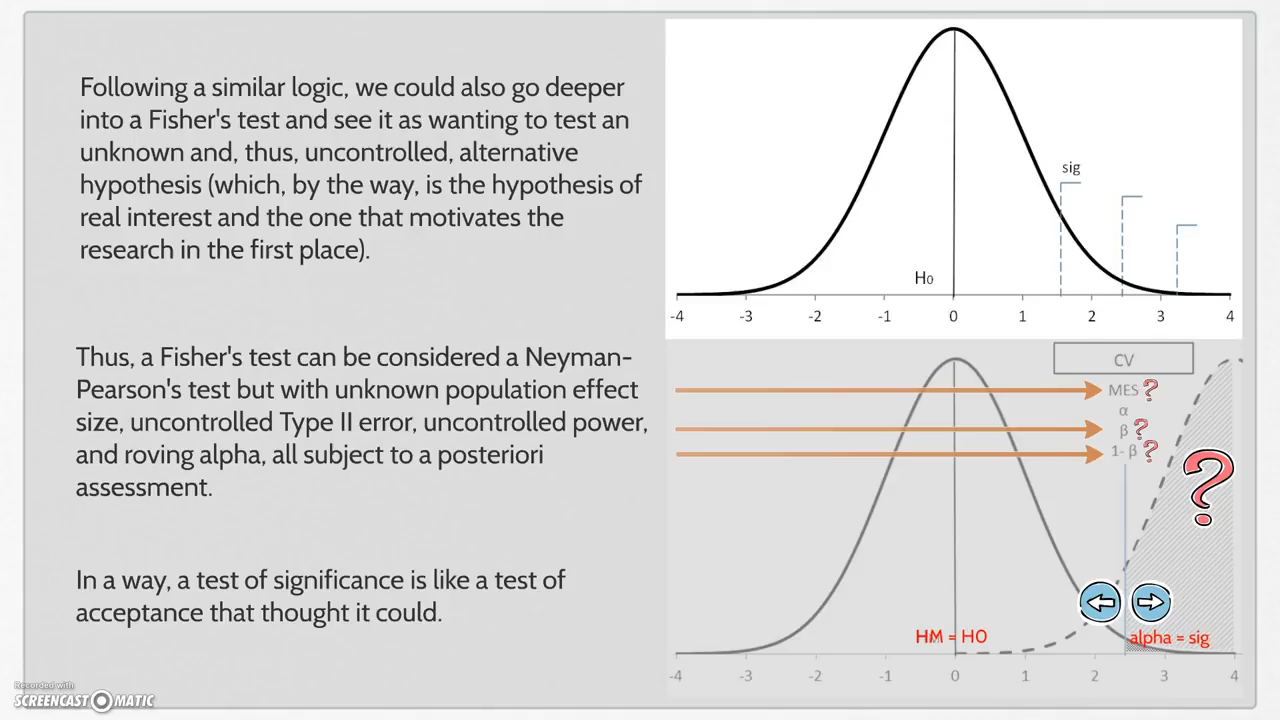 Following a similar logic, we could also go deeper
into a Fisher's test and see it as wanting to test an
unknown and, thus, uncontrolled, alternative
hypothesis (which, by the way, is the hypothesis of
real interest and the one that motivates the
research in the first place).
Thus, a Fisher's test can be considered a Neyman-
Pearson's test but with unknown population effect
size, uncontrolled Type II error, uncontrolled power,
and roving alpha, all subject to a posteriori
assessment.
In a way, a test of significance is like a test of
acceptance that thought it could.
sig
H0
-4 -3 -2 -1 0 1 2 3 4
CV
MES ?
α
β ?
1- β ?
?
HM = HO
alpha = sig
-4 -3 -2 -1 0 1 2 3 4
Recorded with
SCREENCAST-O-MATIC